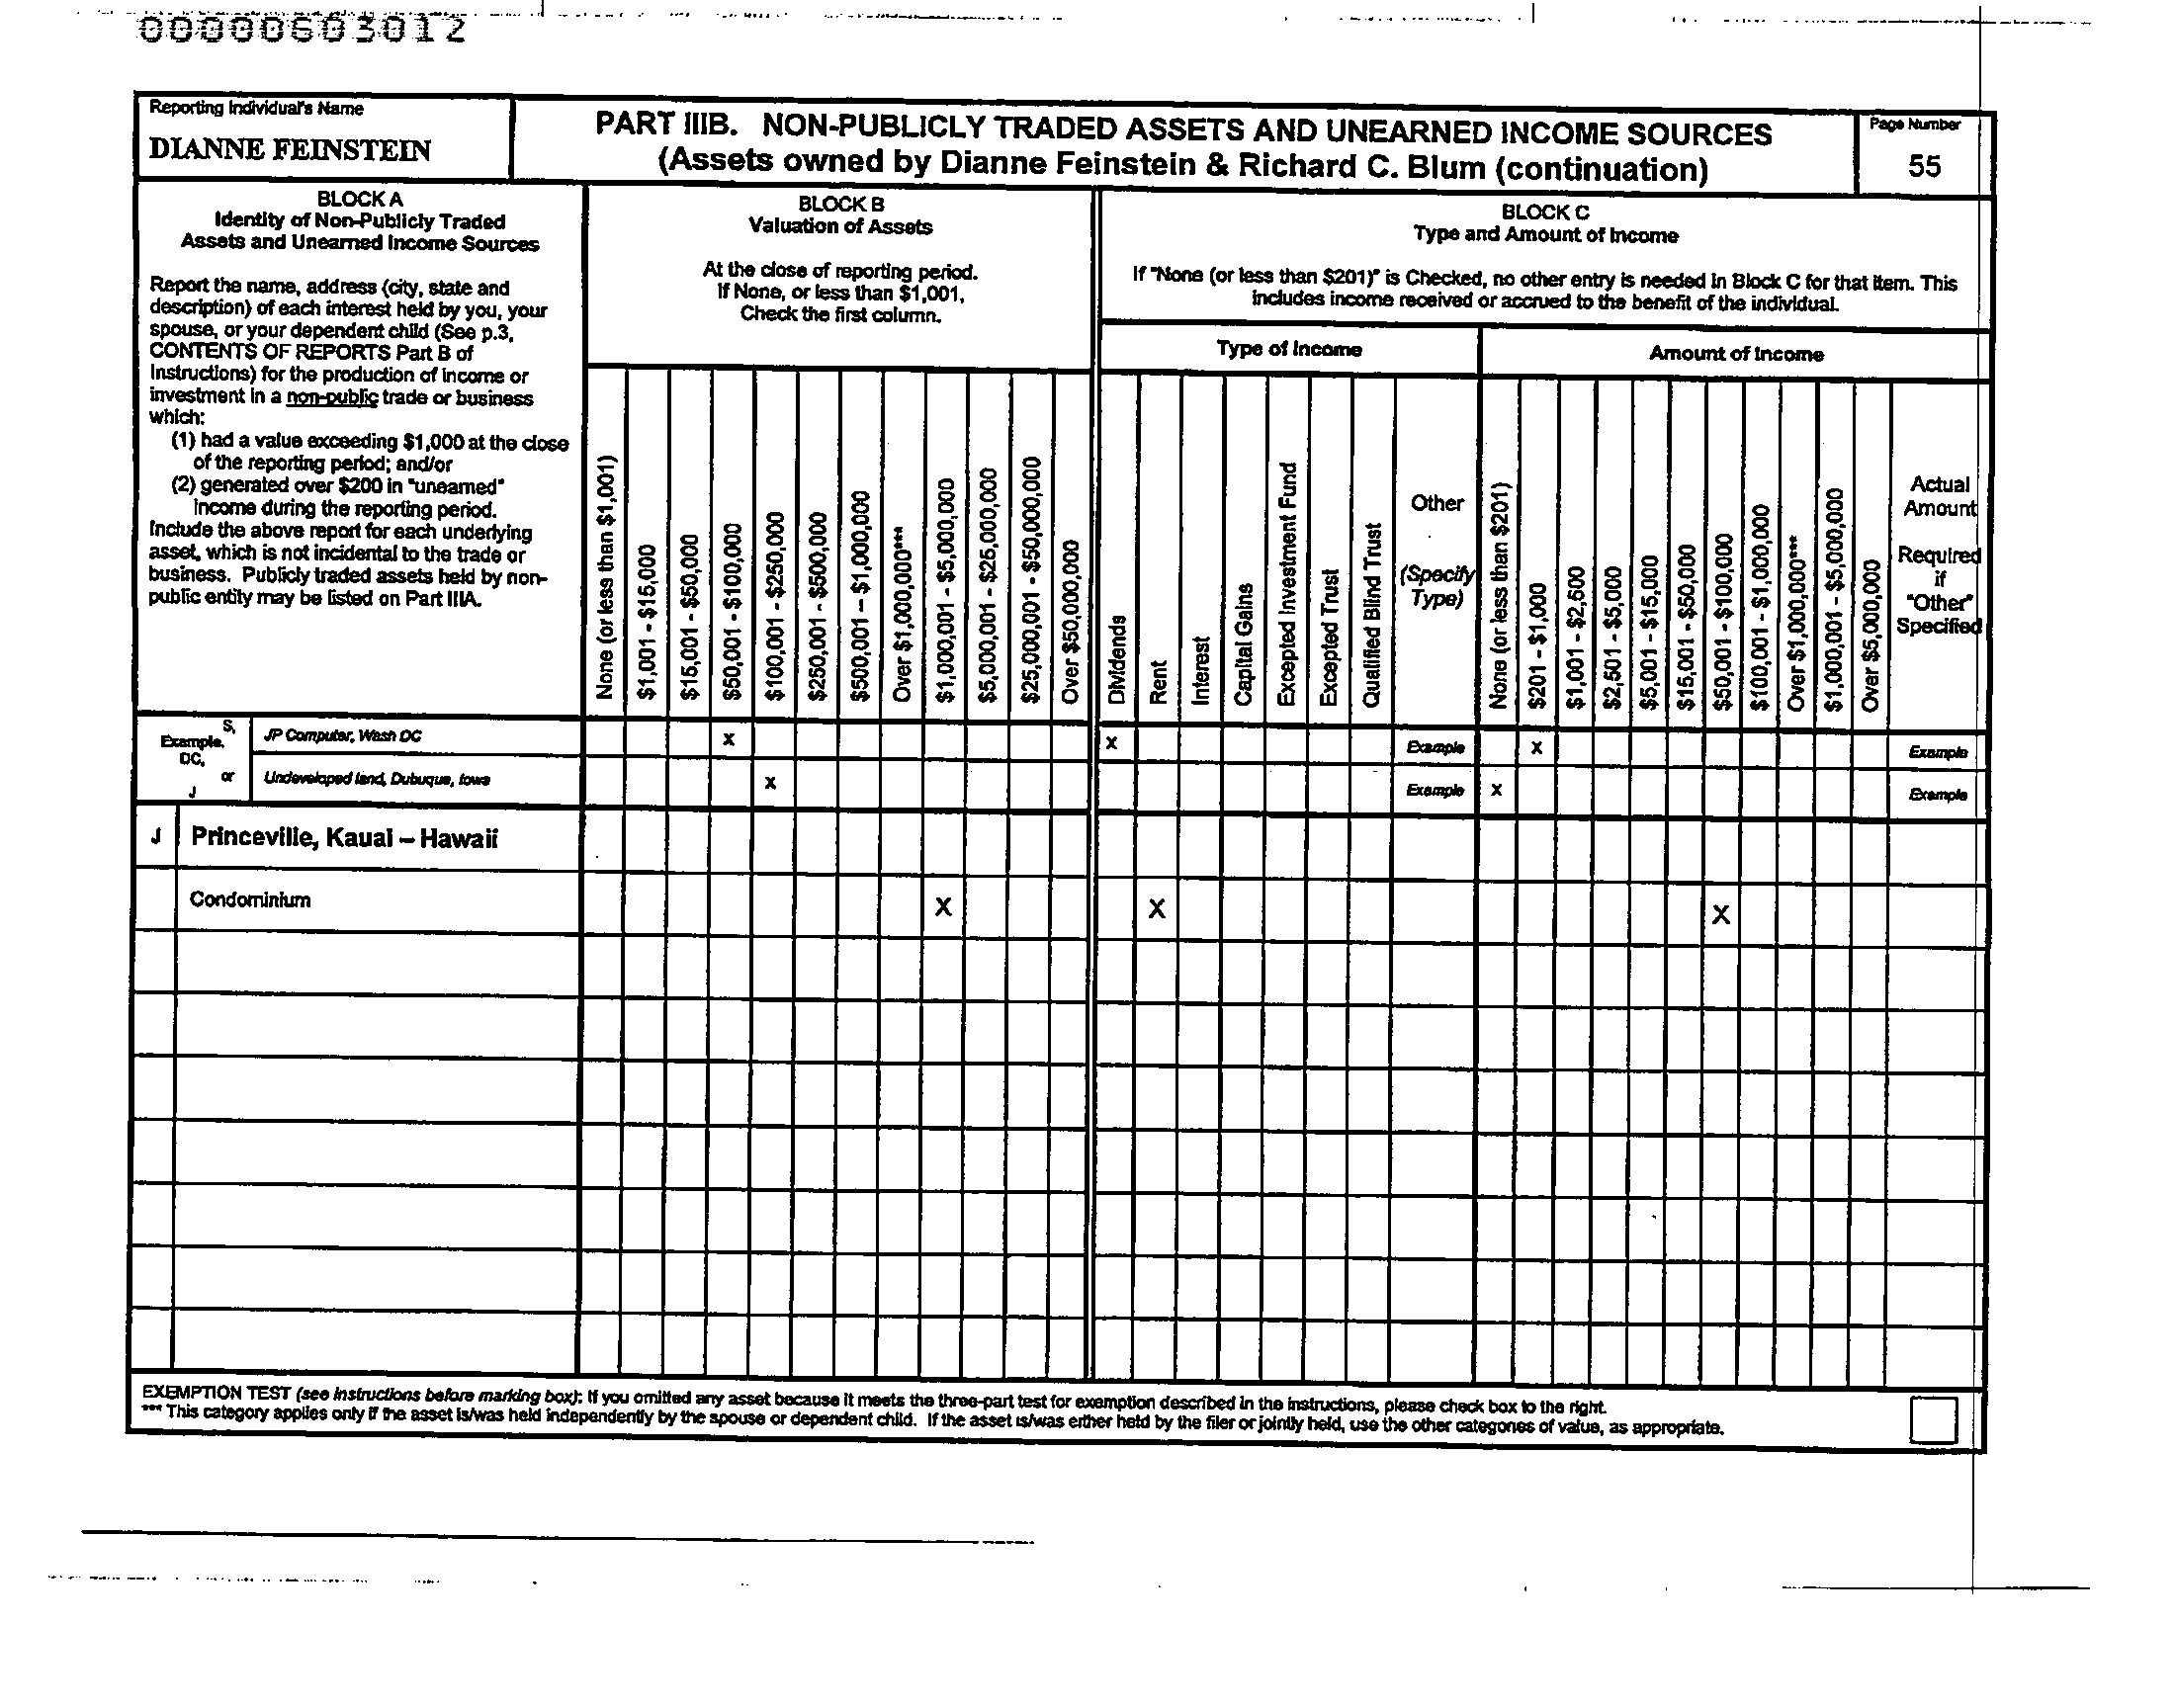 00000603012
Reporting Individual's Name
DIANNE FEINSTEIN
PART IIIB. NON-PUBLICLY TRADED ASSETS AND UNEARNED INCOME SOURCES
(Assets owned by Dianne Feinstein & Richard C. Blum (continuation)
Page Number
55
BLOCK A
Identity of Non-Publicly Traded
Assets and Unearned Income Sources
Report the name, address (city, state and
description) of each interest held by you, your
spouse, or your dependent child (See p.3,
CONTENTS OF REPORTS Part B of
Instructions) for the production of income or
investment in a non-public trade or business
which:
(1) had a value exceeding $1,000 at the close
of the reporting period; and/or
(2) generated over $200 in "unearned"
income during the reporting period.
Include the above report for each underlying
asset, which is not incidental to the trade or
business. Publicly traded assets held by non-
public entity may be listed on Part IIIA.
BLOCK B
Valuation of Assets
At the close of reporting period.
If None, or less than $1,001,
Check the first column.
None (or less than $1,001)
$1,001 - $15,000
$15,001 - $50,000
$50,001 - $100,000
$100,001 - $250,000
$250,001 - $500,000
$500,001 – $1,000,000
Over $1,000,000***
$1,000,001 - $5,000,000
$5,000,001 - $25,000,000
$25,000,001 - $50,000,000
Over $50,000,000
BLOCK C
Type and Amount of Income
If "None (or less than $201)" is Checked, no other entry is needed in Block C for that item. This
includes income received or accrued to the benefit of the individual.
Type of Income
Amount of Income
Dividends
Rent
Interest
Capital Gains
Excepted Investment Fund
Excepted Trust
Qualified Blind Trust
Other
(Specify
Type)
None (or less than $201)
$201 - $1,000
$1,001 - $2,500
$2,501 - $5,000
$5,001 - $15,000
$15,001 - $50,000
$50,001 - $100,000
$100,001 - $1,000,000
Over $1,000,000***
$1,000,001 - $5,000,000
Over $5,000,000
Actual
Amount
Required
if
"Other"
Specified
Example.
S,
DC,
or
J
JP Computer, Wash DC X X Example X Example
Undeveloped land, Dubuque, Iowa X Example X Example
J Princeville, Kauai – Hawaii
Condominium X X X
EXEMPTION TEST (see instructions before marking box): If you omitted any asset because it meets the three-part test for exemption described in the instructions, please check box to the right.
*** This category applies only if the asset is/was held independently by the spouse or dependent child. If the asset is/was either held by the filer or jointly held, use the other categories of value, as appropriate.